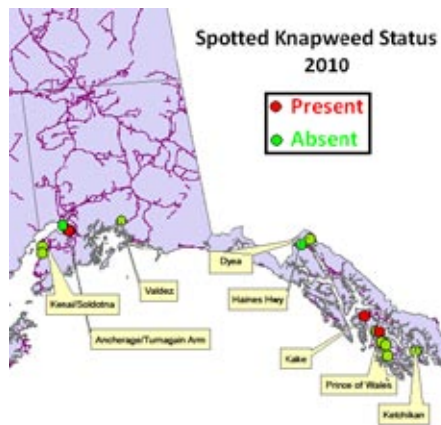 Spotted Knapweed Status
2010
Present
Absent
Dyea
Valdez
Haines Hwy
Kenai/Soldotna
Anchorage/Turnagain Arm
Kake
Prince of Wales
Ketchikan